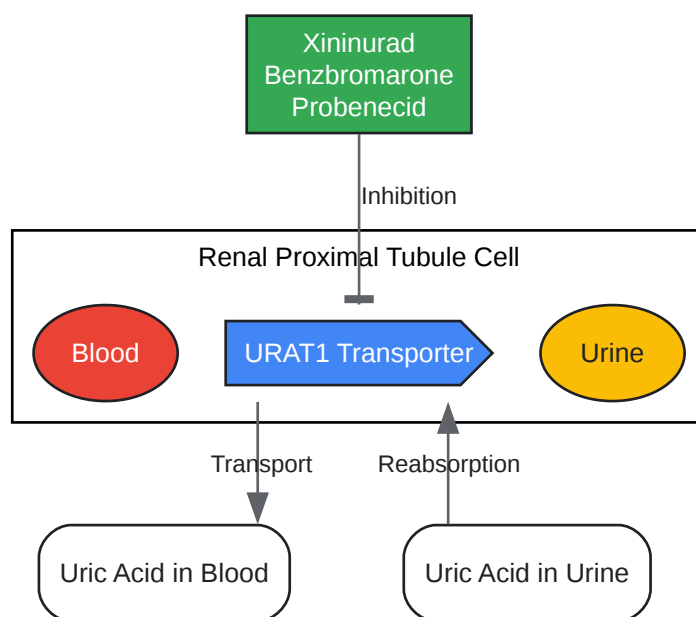 Xininurad
Benzbromarone
Probenecid
Inhibition
Renal Proximal Tubule Cell
Blood
URAT1 Transporter
Urine
Transport
Reabsorption
Uric Acid in Blood
Uric Acid in Urine